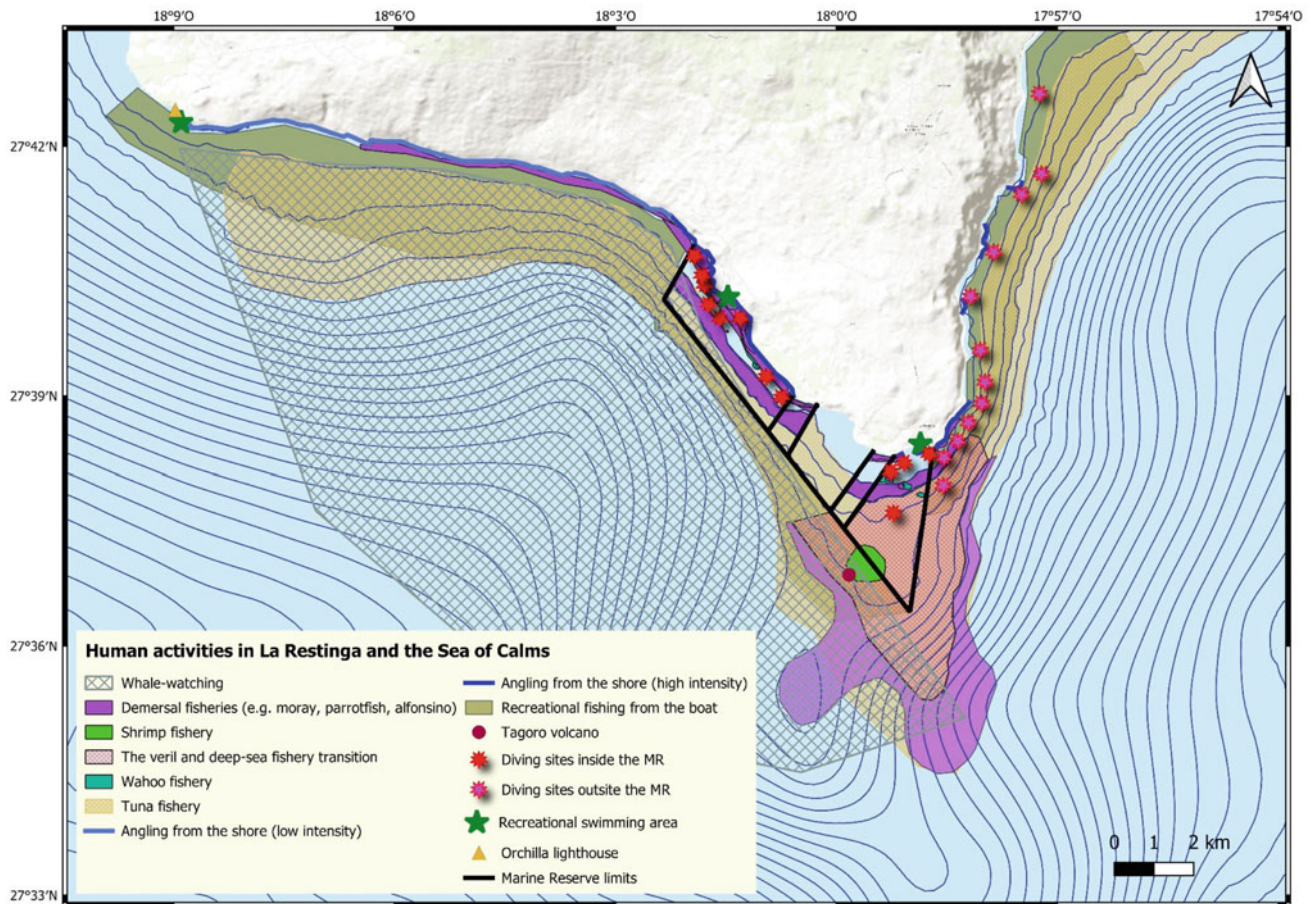 18°9'O 18°6'O 18°3'O 18°0'O 17°57'O 17°54'O
27°42'N
27°39'N
27°36'N
27°33'N
Human activities in La Restinga and the Sea of Calms
Whale-watching
Demersal fisheries (e.g. moray, parrotfish, alfonsino)
Shrimp fishery
The veril and deep-sea fishery transition
Wahoo fishery
Tuna fishery
Angling from the shore (low intensity)
Angling from the shore (high intensity)
Recreational fishing from the boat
Tagoro volcano
Diving sites inside the MR
Diving sites outsite the MR
Recreational swimming area
Orchilla lighthouse
Marine Reserve limits
0 1 2 km